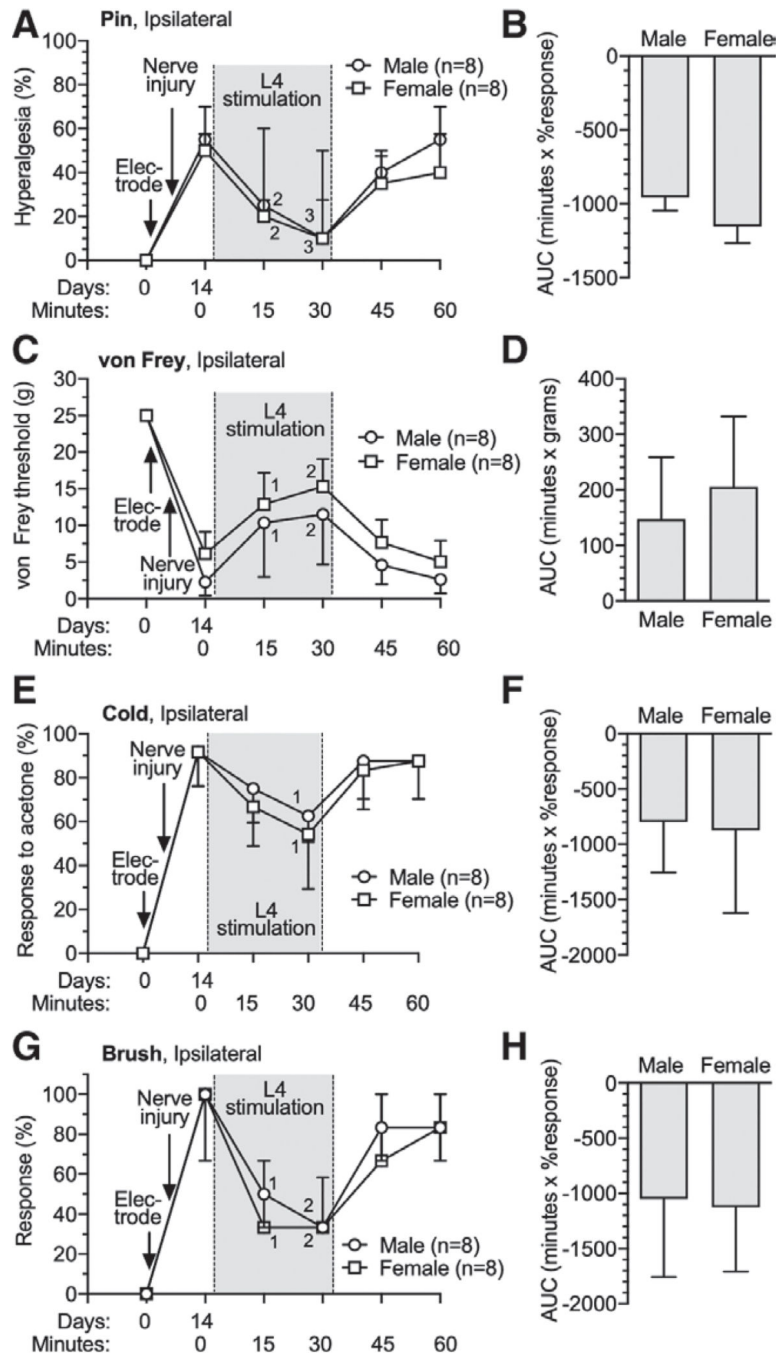 A
Pin, Ipsilateral
Hyperalgesia (%)
100
80
60
40
20
0
Nerve
injury
Elec-
trode
L4
stimulation
Male (n=8)
Female (n=8)
2
2
3
3
Days: 0 14
Minutes: 0 15 30 45 60
B
Male Female
AUC (minutes x %response)
0
-500
-1000
-1500
C
von Frey, Ipsilateral
von Frey threshold (g)
30
25
20
15
10
5
0
Elec-
trode
Nerve
injury
L4
stimulation
Male (n=8)
Female (n=8)
1
2
1
2
Days: 0 14
Minutes: 0 15 30 45 60
D
AUC (minutes x grams)
400
300
200
100
0
Male Female
E
Cold, Ipsilateral
Response to acetone (%)
100
80
60
40
20
0
Nerve
injury
Elec-
trode
1
1
L4
stimulation
Male (n=8)
Female (n=8)
Days: 0 14
Minutes: 0 15 30 45 60
F
Male Female
AUC (minutes x %response)
0
-500
-1000
-1500
-2000
G
Brush, Ipsilateral
Response (%)
100
80
60
40
20
0
Nerve
injury
Elec-
trode
L4
stimulation
1
2
1
2
Male (n=8)
Female (n=8)
Days: 0 14
Minutes: 0 15 30 45 60
H
Male Female
AUC (minutes x %response)
0
-500
-1000
-1500
-2000